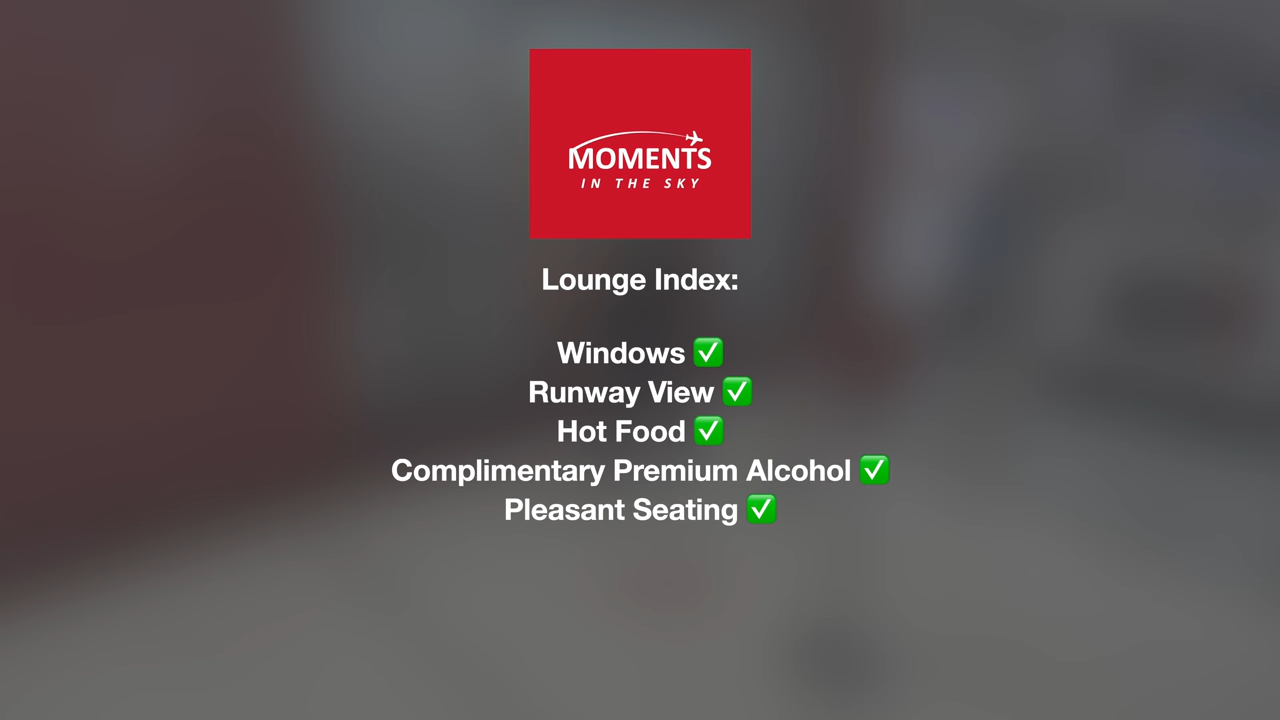 MOMENTS
IN THE SKY
Lounge Index:
Windows ✅
Runway View ✅
Hot Food ✅
Complimentary Premium Alcohol ✅
Pleasant Seating ✅